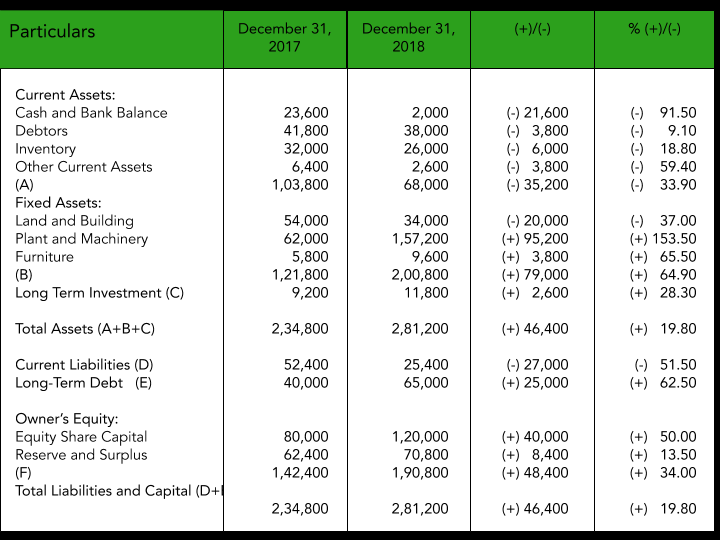 Particulars December 31, 2017 December 31, 2018 (+)/(-) % (+)/(-)
Current Assets:
Cash and Bank Balance 23,600 2,000 (-) 21,600 (-) 91.50
Debtors 41,800 38,000 (-) 3,800 (-) 9.10
Inventory 32,000 26,000 (-) 6,000 (-) 18.80
Other Current Assets 6,400 2,600 (-) 3,800 (-) 59.40
(A) 1,03,800 68,000 (-) 35,200 (-) 33.90
Fixed Assets:
Land and Building 54,000 34,000 (-) 20,000 (-) 37.00
Plant and Machinery 62,000 1,57,200 (+) 95,200 (+) 153.50
Furniture 5,800 9,600 (+) 3,800 (+) 65.50
(B) 1,21,800 2,00,800 (+) 79,000 (+) 64.90
Long Term Investment (C) 9,200 11,800 (+) 2,600 (+) 28.30
Total Assets (A+B+C) 2,34,800 2,81,200 (+) 46,400 (+) 19.80
Current Liabilities (D) 52,400 25,400 (-) 27,000 (-) 51.50
Long-Term Debt (E) 40,000 65,000 (+) 25,000 (+) 62.50
Owner's Equity:
Equity Share Capital 80,000 1,20,000 (+) 40,000 (+) 50.00
Reserve and Surplus 62,400 70,800 (+) 8,400 (+) 13.50
(F) 1,42,400 1,90,800 (+) 48,400 (+) 34.00
Total Liabilities and Capital (D+
2,34,800 2,81,200 (+) 46,400 (+) 19.80